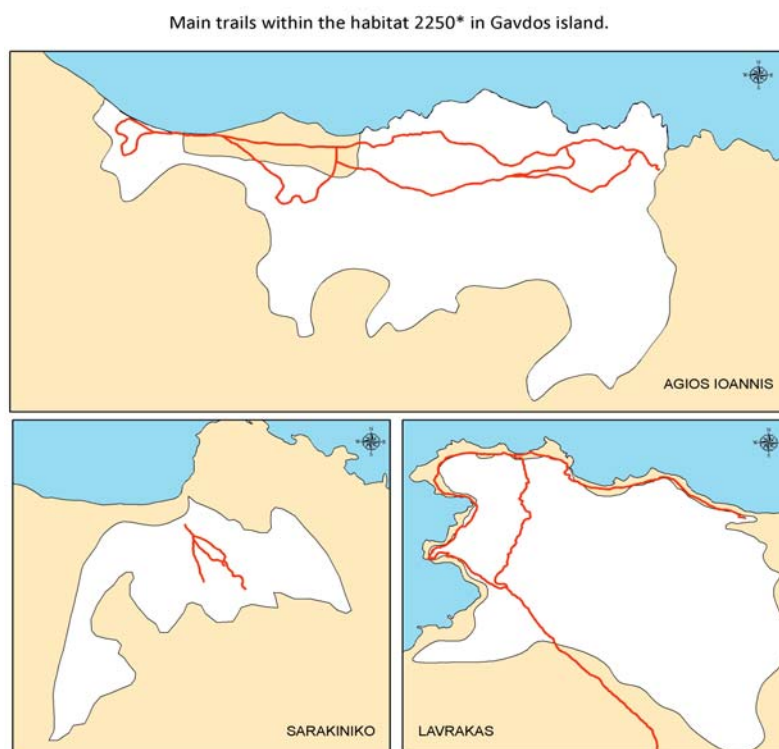 Main trails within the habitat 2250* in Gavdos island.
AGIOS IOANNIS
SARAKINIKO
LAVRAKAS